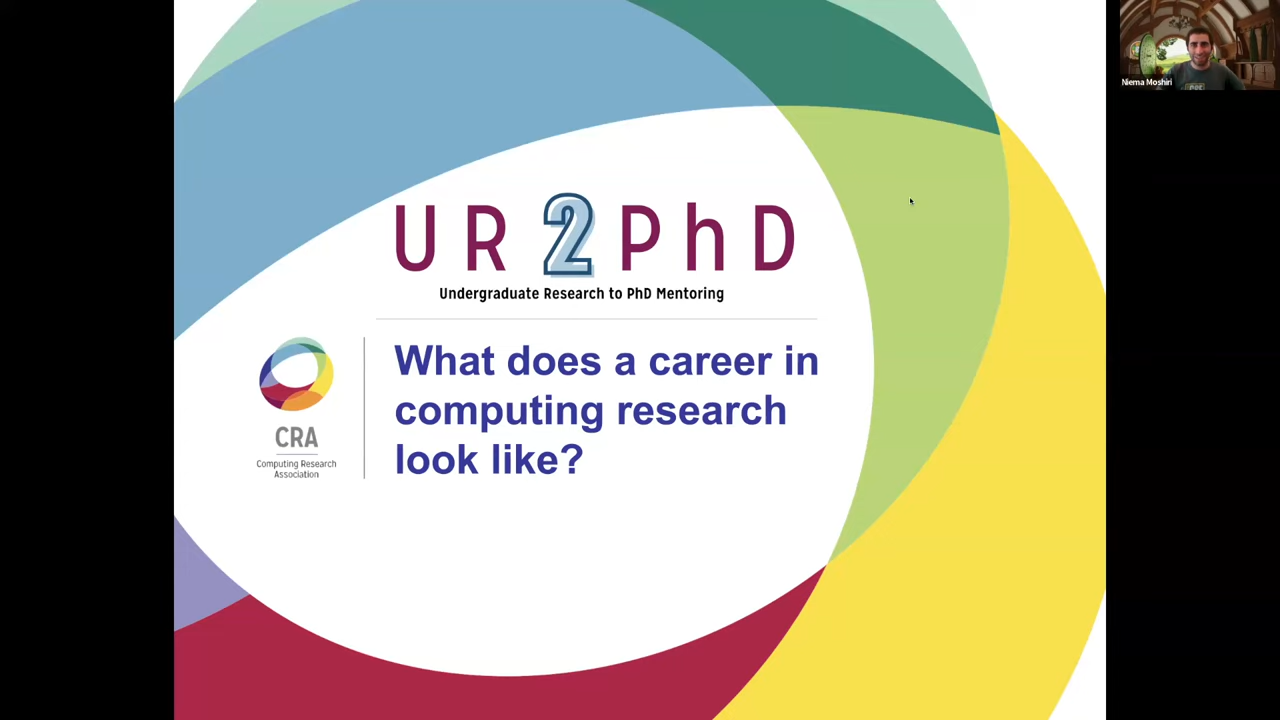 Niema Moshiri
UR2PhD
Undergraduate Research to PhD Mentoring
What does a career in
computing research
look like?
CRA
Computing Research
Association